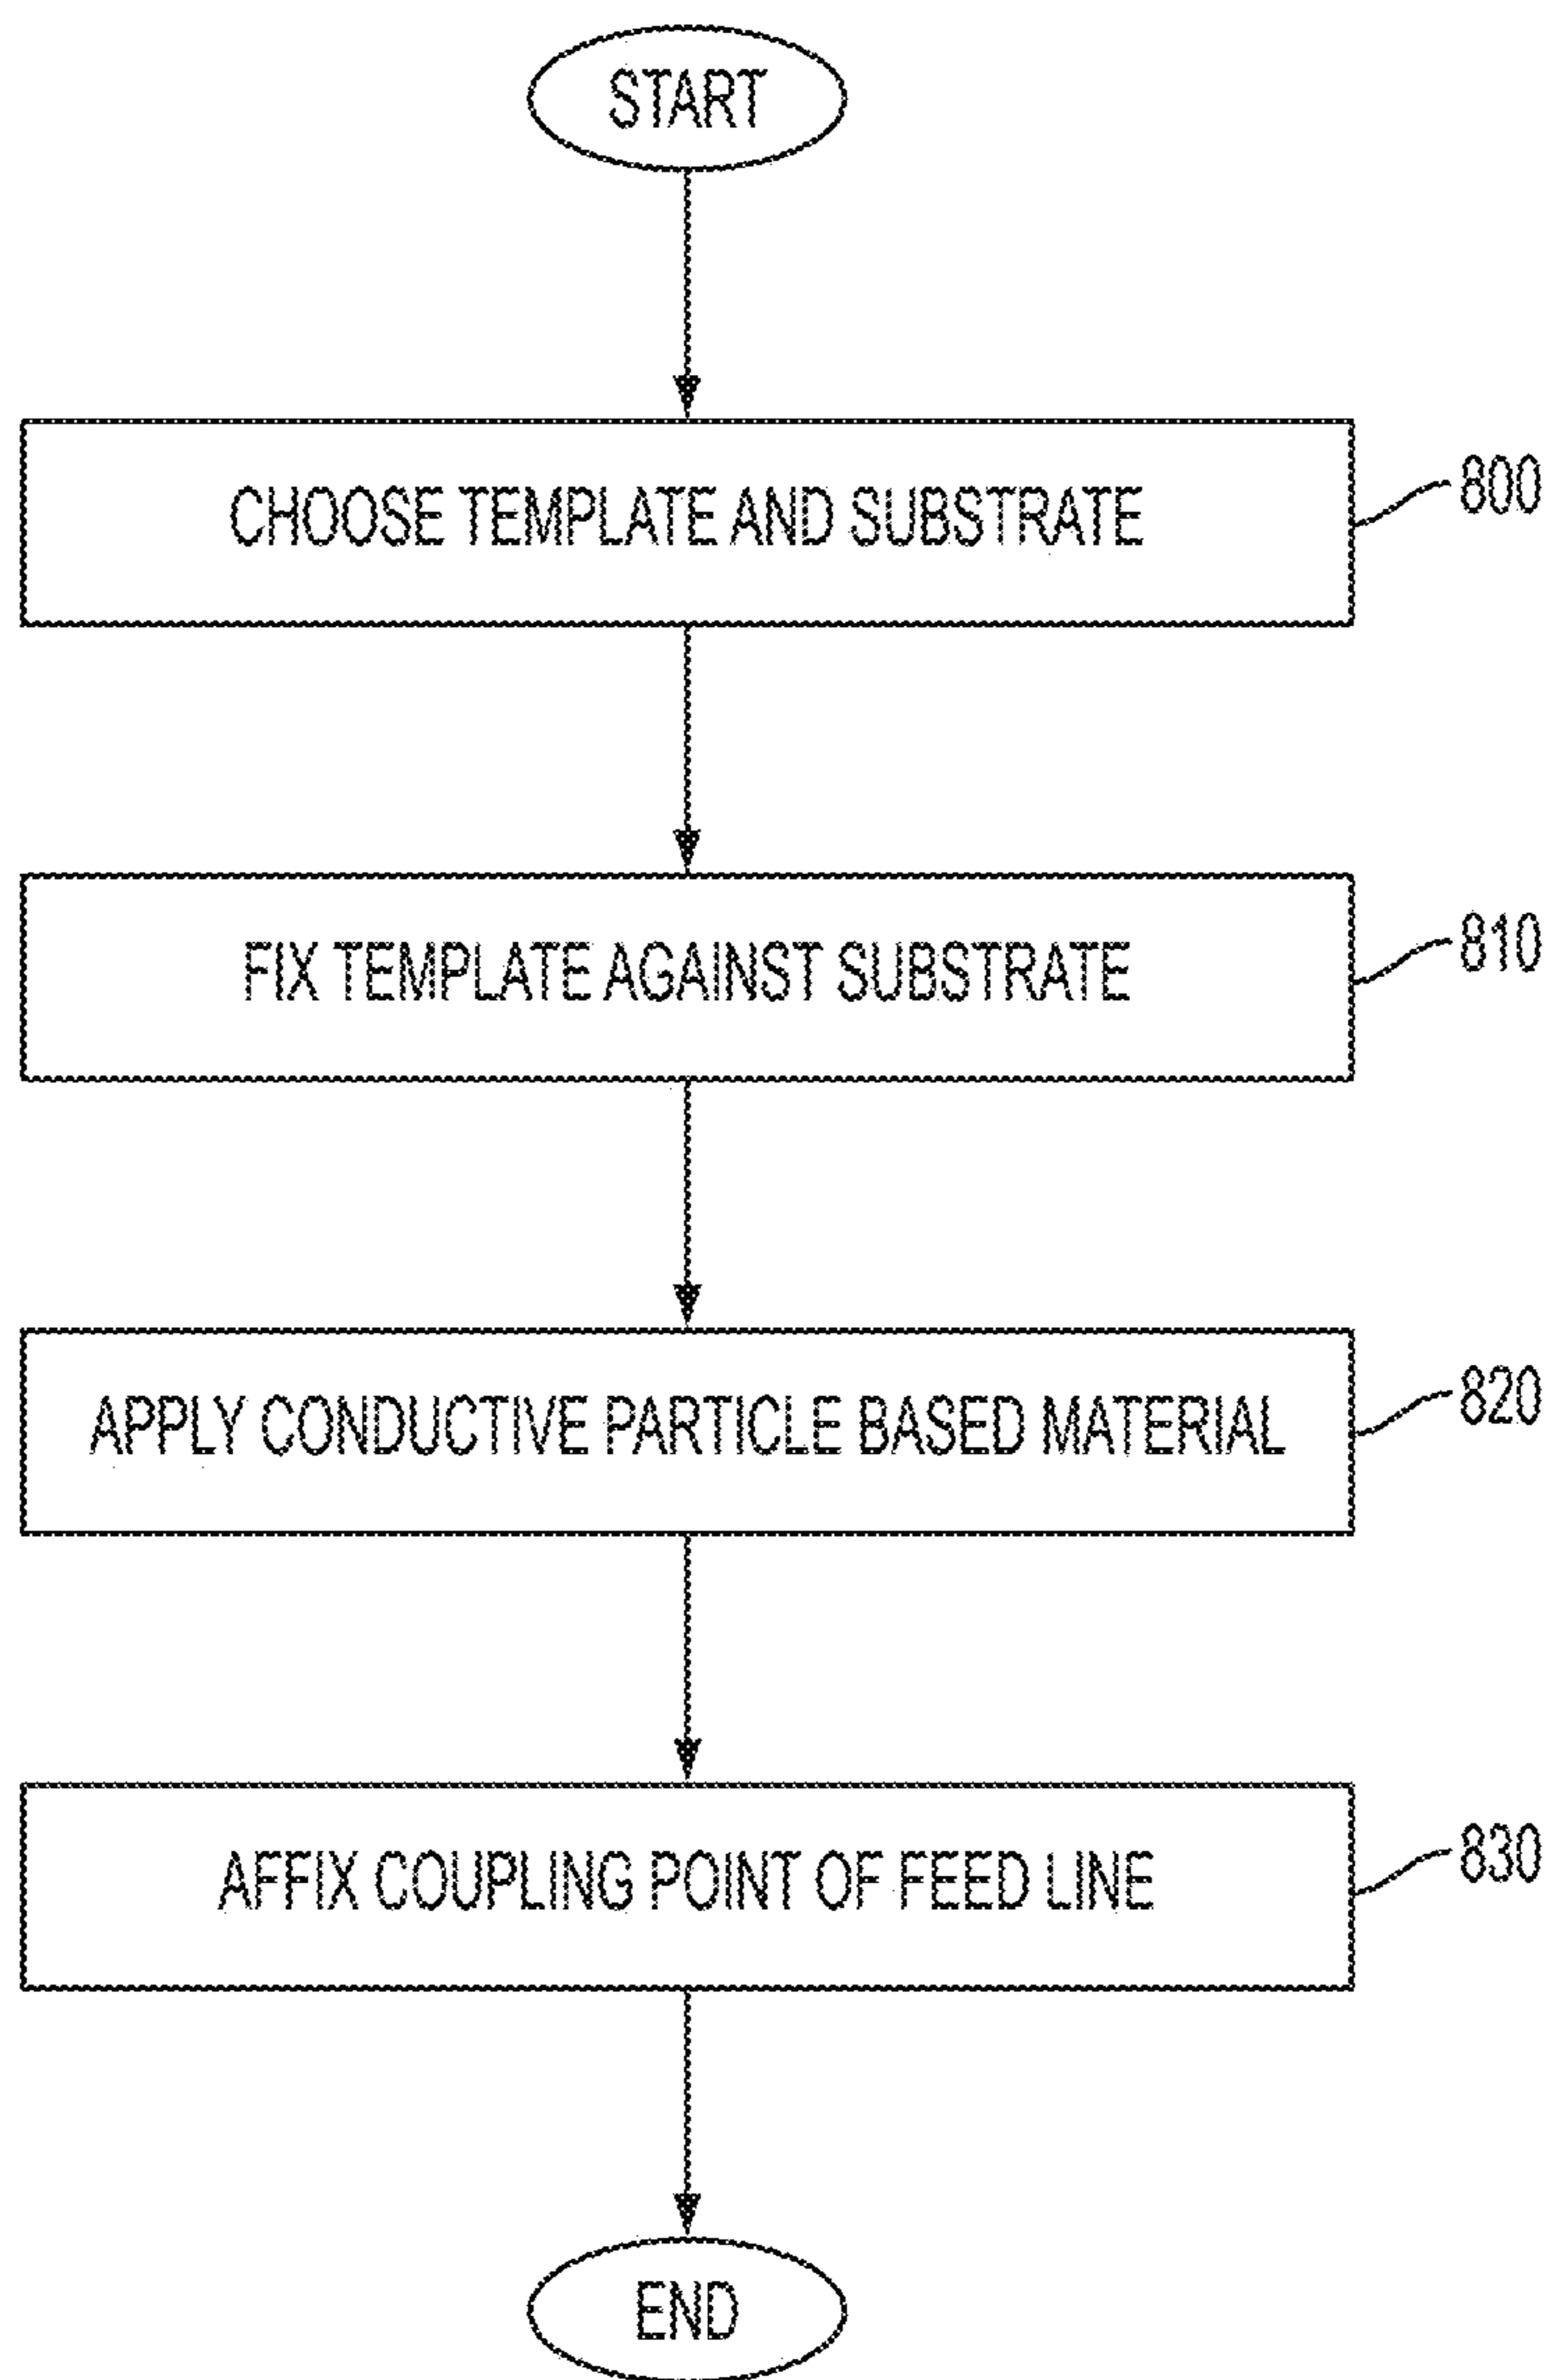 START
CHOOSE TEMPLATE AND SUBSTRATE
800
FIX TEMPLATE AGAINST SUBSTRATE
810
APPLY CONDUCTIVE PARTICLE BASED MATERIAL
820
AFFIX COUPLING POINT OF FEED LINE
830
END